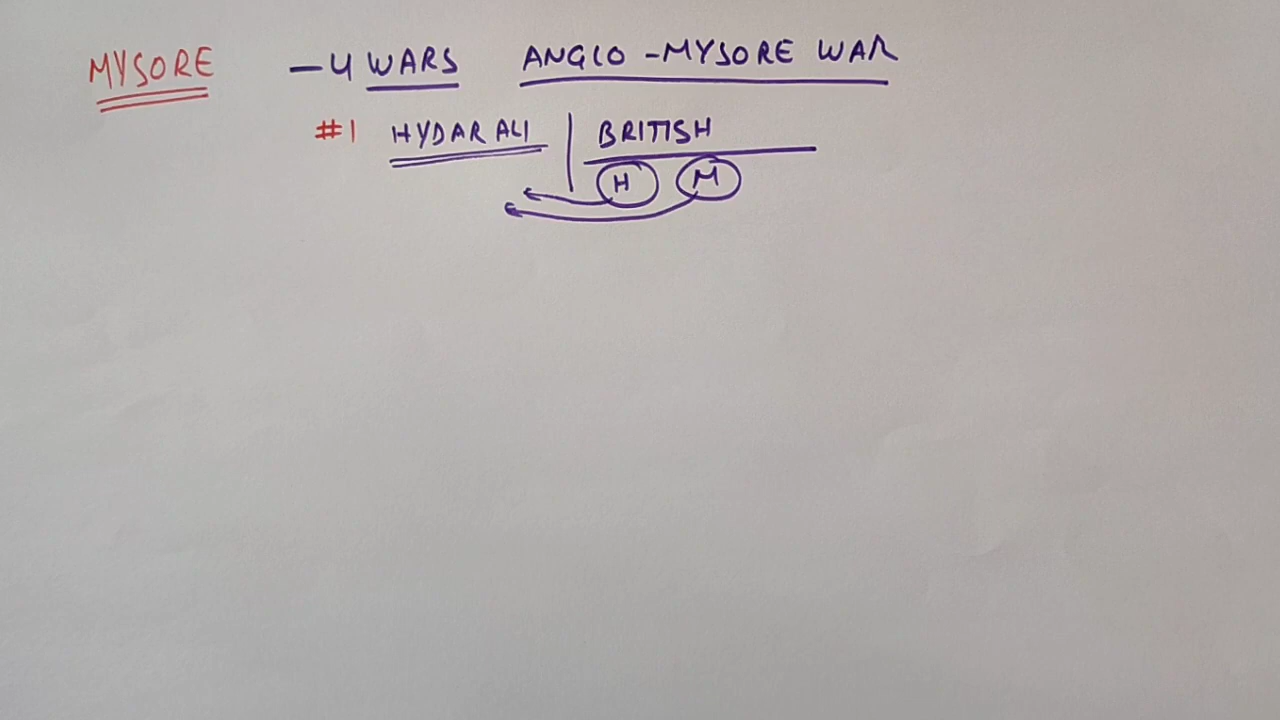 MYSORE – 4 WARS ANGLO-MYSORE WAR
#1 HYDAR ALI | BRITISH
H M